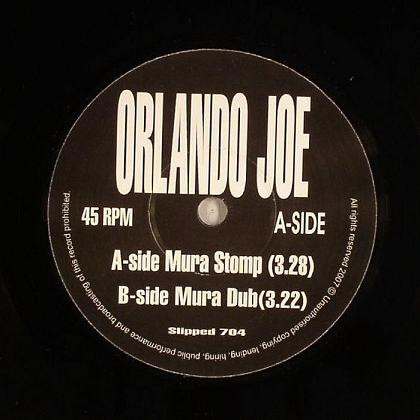 ORLANDO JOE
45 RPM
A-SIDE
A-side Mura Stomp (3.28)
B-side Mura Dub(3.22)
Slipped 704
All rights reserved 2007 © Unauthorised copying, lending, hiring, public performance and broadcasting of this record prohibited.